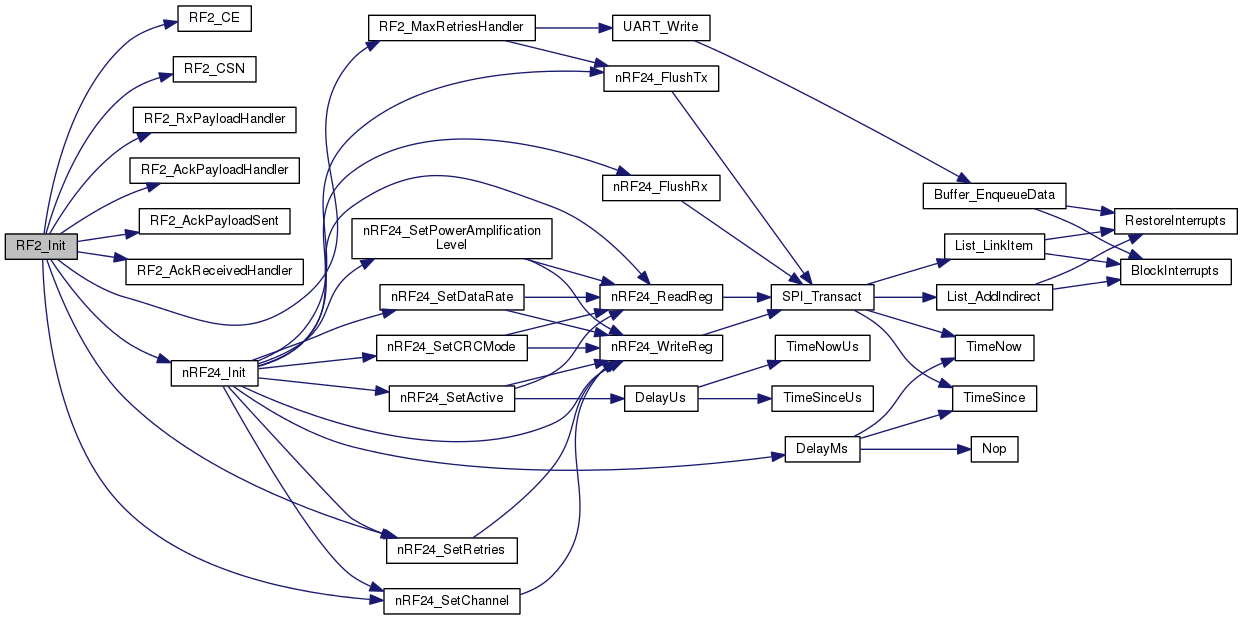 RF2_Init
RF2_CE
RF2_CSN
RF2_RxPayloadHandler
RF2_AckPayloadHandler
RF2_AckPayloadSent
RF2_AckReceivedHandler
nRF24_Init
RF2_MaxRetriesHandler
nRF24_SetPowerAmplification
Level
nRF24_SetDataRate
nRF24_SetCRCMode
nRF24_SetActive
nRF24_SetRetries
nRF24_SetChannel
UART_Write
nRF24_FlushTx
nRF24_FlushRx
nRF24_ReadReg
nRF24_WriteReg
DelayUs
SPI_Transact
TimeNowUs
TimeSinceUs
DelayMs
Buffer_EnqueueData
List_LinkItem
List_AddIndirect
TimeNow
TimeSince
Nop
RestoreInterrupts
BlockInterrupts